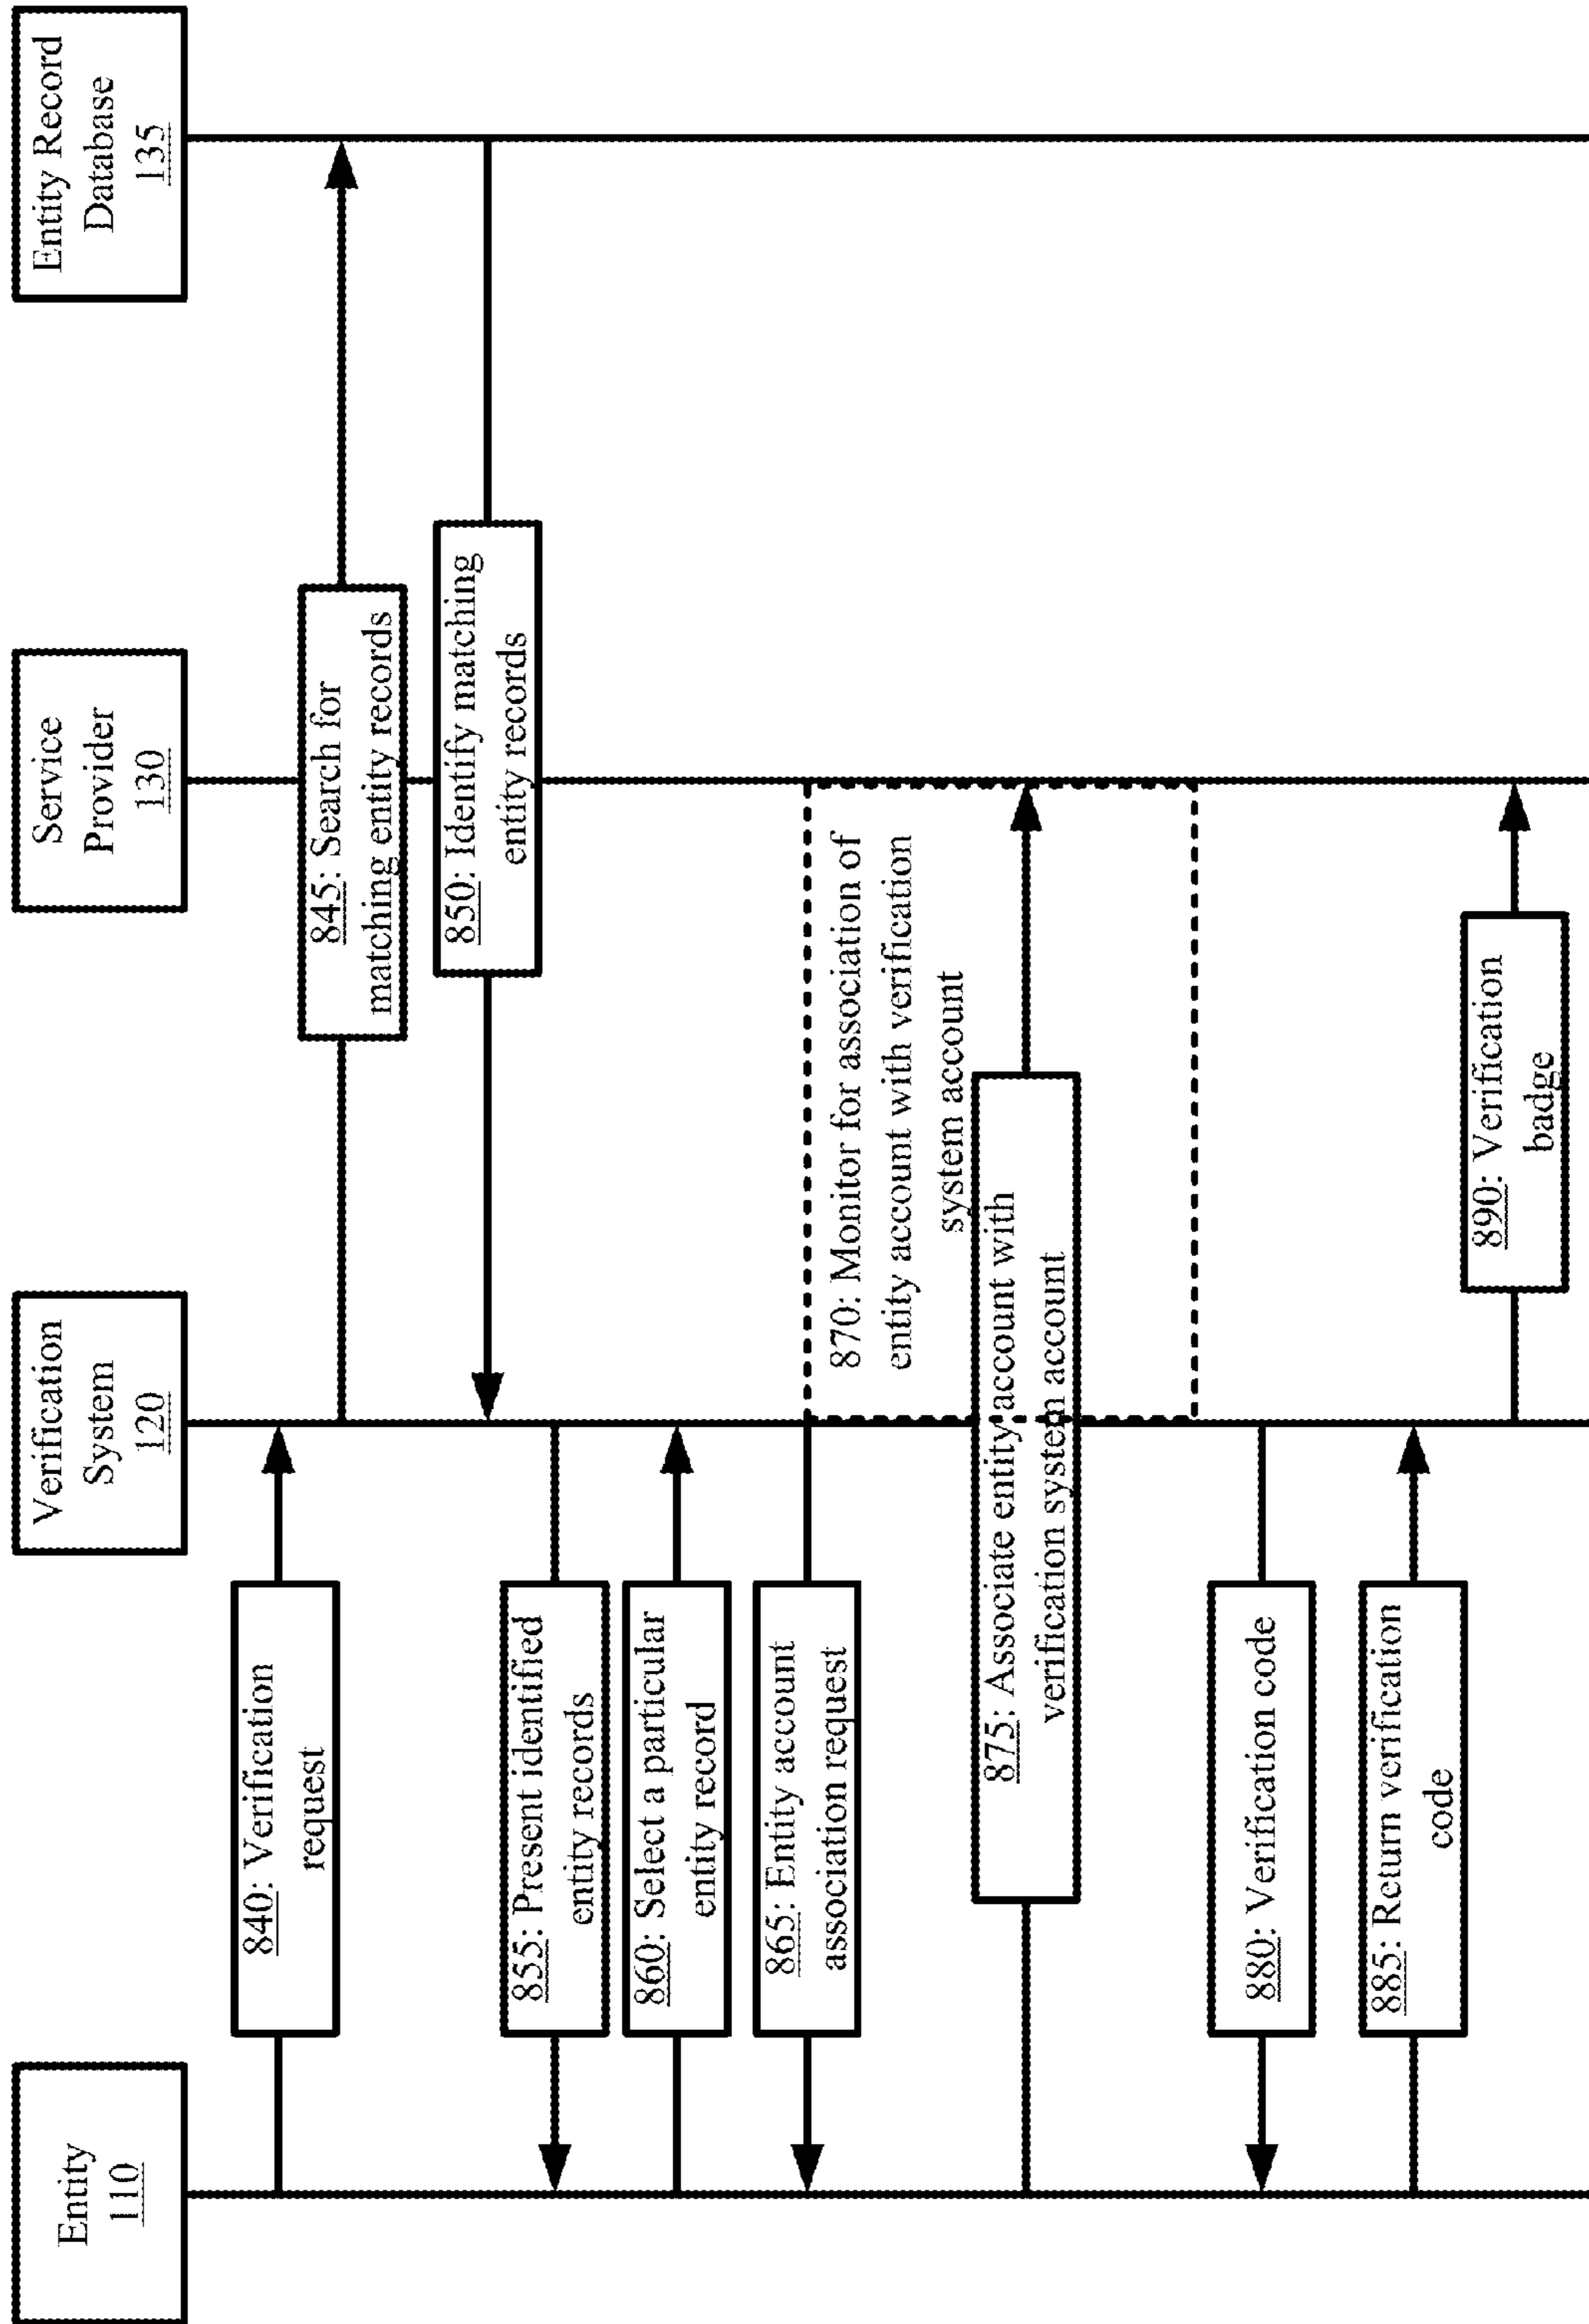 Entity
110
Verification
System
120
Service
Provider
130
Entity Record
Database
135
840: Verification
request
845: Search for
matching entity records
850: Identify matching
entity records
855: Present identified
entity records
860: Select a particular
entity record
865: Entity account
association request
870: Monitor for association of
entity account with verification
system account
875: Associate entity account with
verification system account
880: Verification code
885: Return verification
code
890: Verification
badge